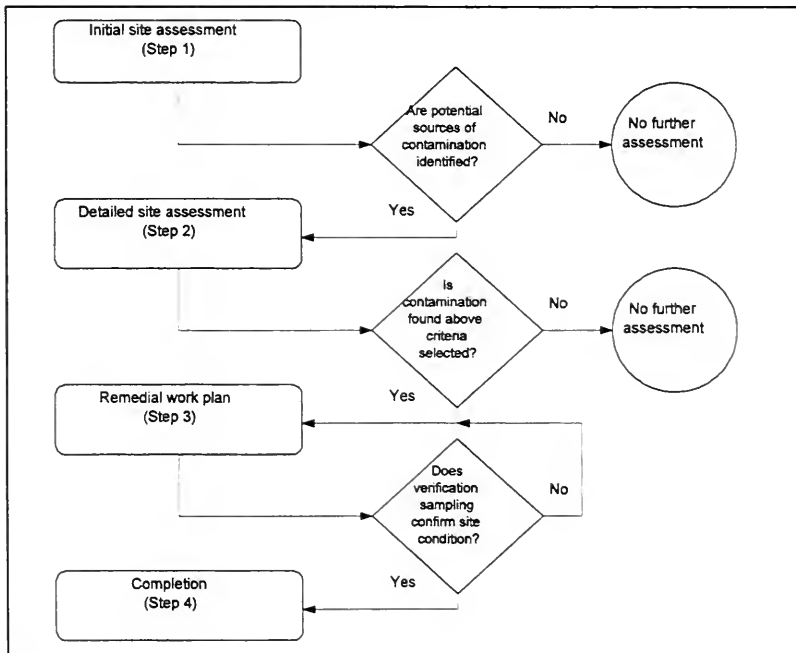 Initial site assessment
(Step 1)
Are potential
sources of
contamination
identified?
No
No further
assessment
Yes
Detailed site assessment
(Step 2)
Is
contamination
found above
criteria
selected?
No
No further
assessment
Yes
Remedial work plan
(Step 3)
Does
verification
sampling
confirm site
condition?
No
Yes
Completion
(Step 4)